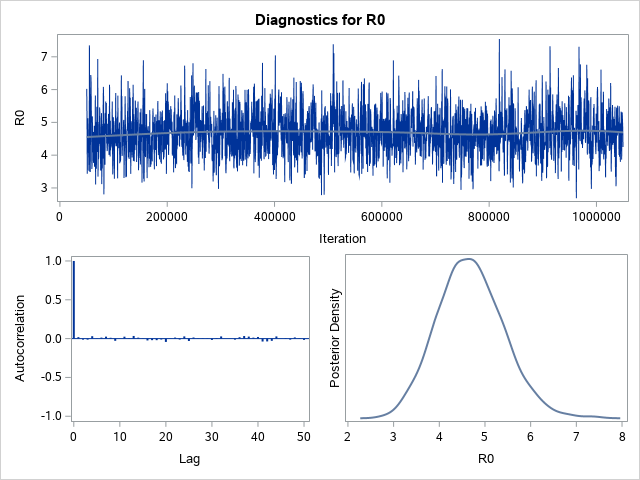 Diagnostics for R0
R0
7
6
5
4
3
0 200000 400000 600000 800000 1000000
Iteration
Autocorrelation
1.0
0.5
0.0
-0.5
-1.0
0 10 20 30 40 50
Lag
Posterior Density
2 3 4 5 6 7 8
R0